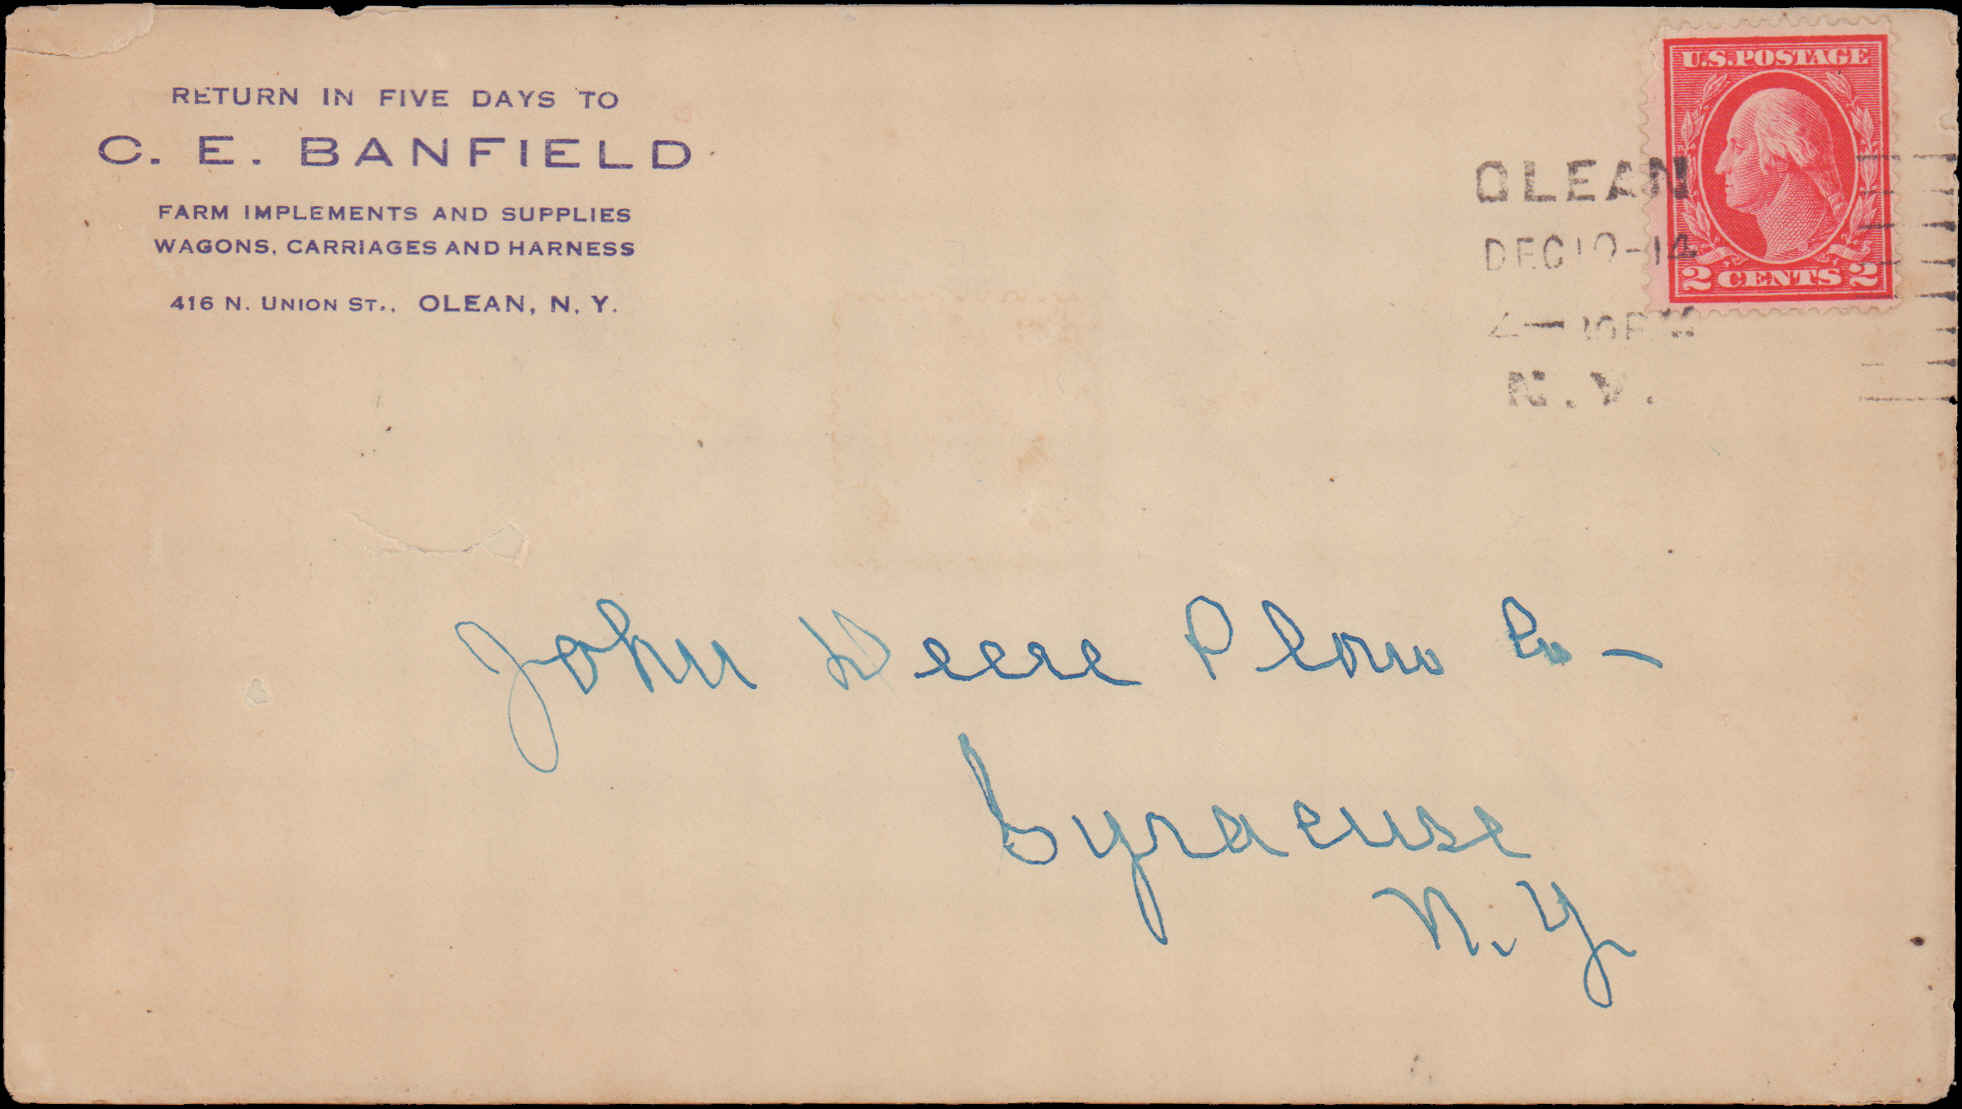 RETURN IN FIVE DAYS TO
C. E. BANFIELD
FARM IMPLEMENTS AND SUPPLIES
WAGONS, CARRIAGES AND HARNESS
416 N. UNION ST., OLEAN, N. Y.
U.S. POSTAGE
2 CENTS 2
OLEAN
DEC 14
N.Y.
John Deere Plow Co -
Syracuse
N. Y.